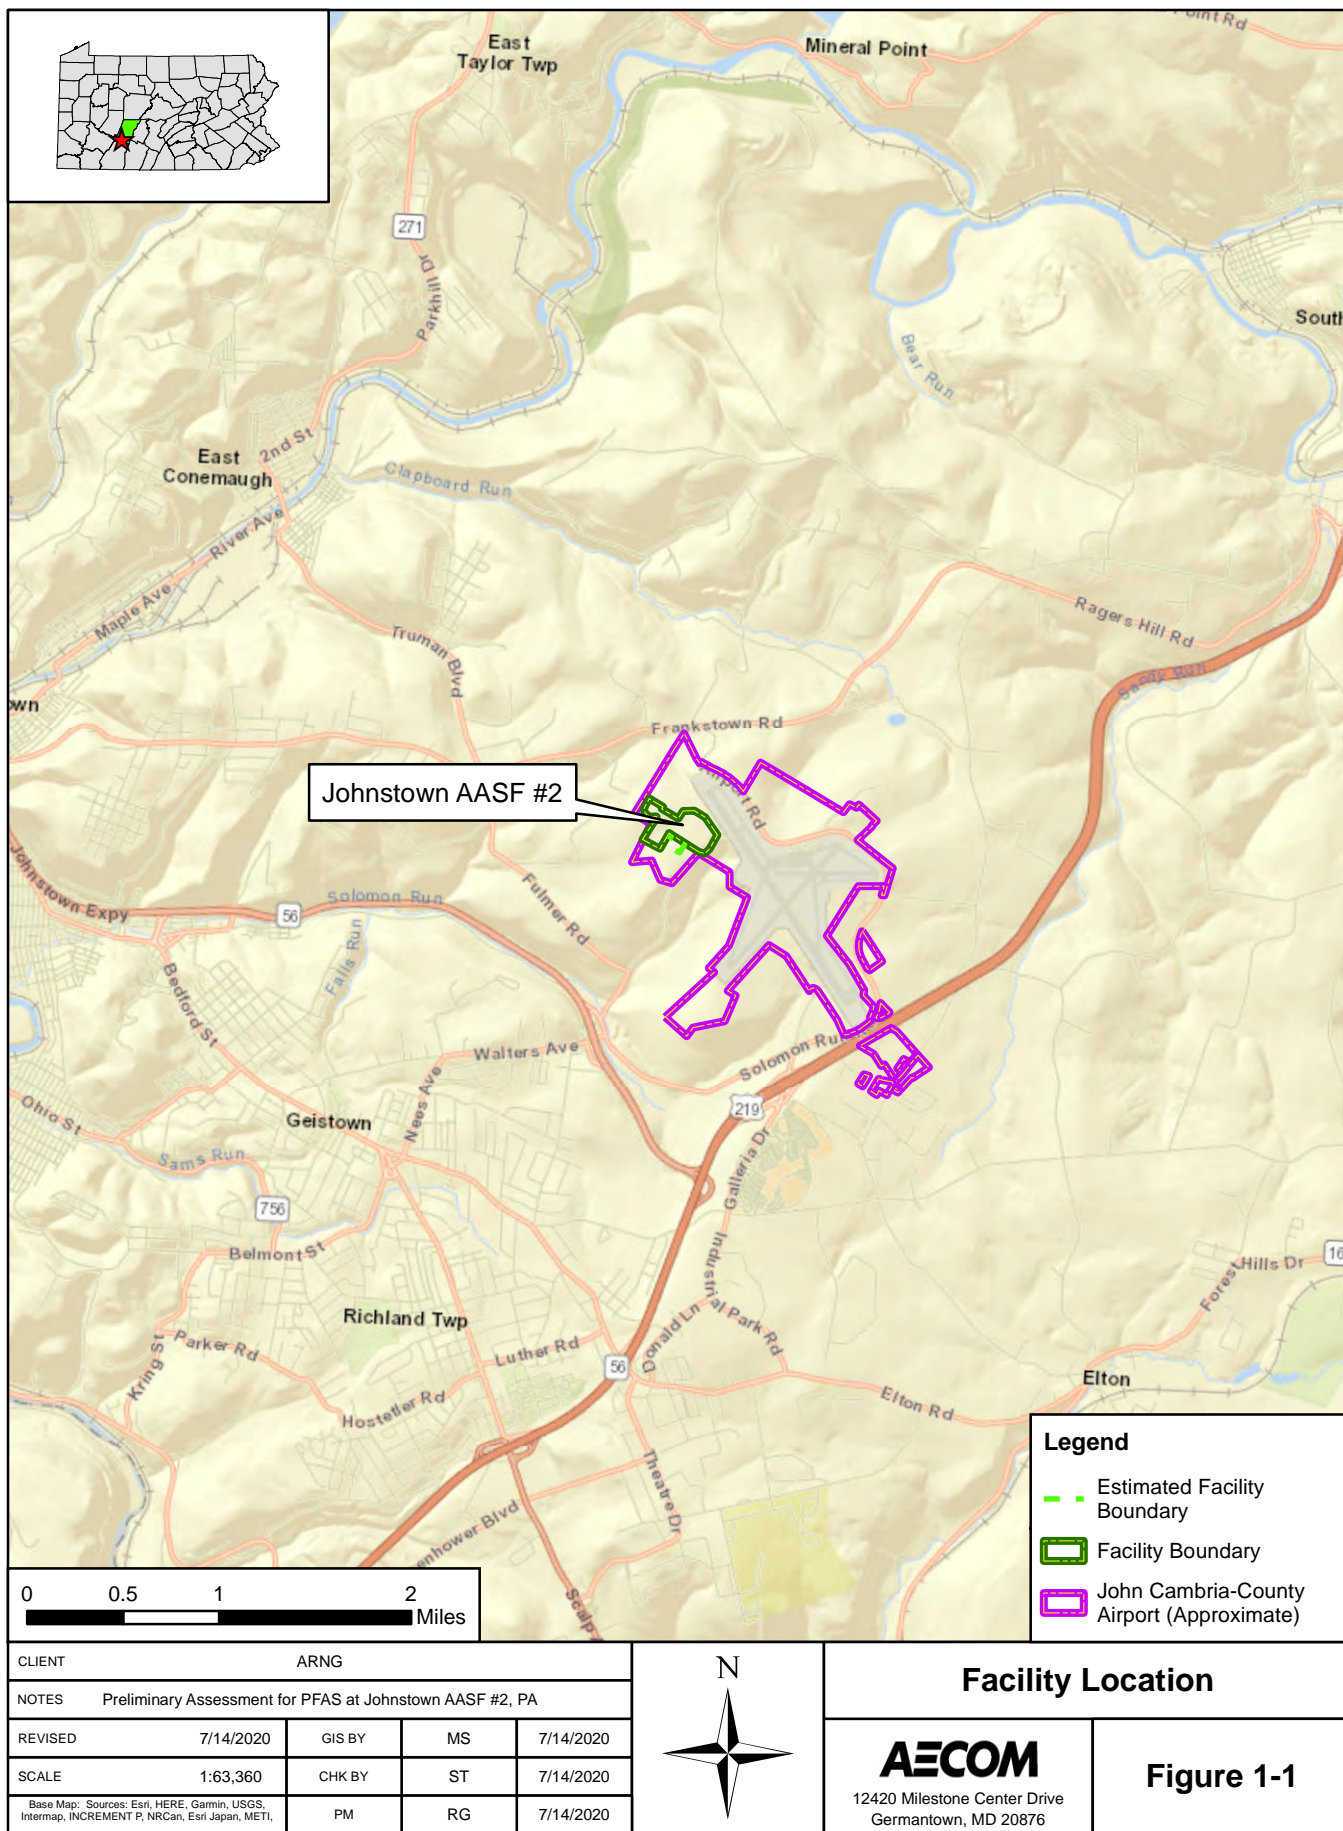 East
Taylor Twp
Mineral Point
Point Rd
271
Parkhill Dr
South
Bear Run
2nd St
East
Conemaugh
Clapboard Run
River Ave
Maple Ave
Ragers Hill Rd
Truman Blvd
Sandy Run
own
Frankstown Rd
Airport Rd
Johnstown AASF #2
Johnstown Expy
56
Solomon Run
Fulmer Rd
Falls Run
Bedford St
Walters Ave
Solomon Run
Nees Ave
Ohio St
Geistown
219
Galleria Dr
Sams Run
756
Belmont St
Forest Hills Dr
16
Industrial Park Rd
Richland Twp
Parker Rd
Luther Rd
Donald Ln
Kring St
56
Elton
Hostetler Rd
Elton Rd
Theatre Dr
enhower Blvd
Scalp
Legend
Estimated Facility
Boundary
Facility Boundary
John Cambria-County
Airport (Approximate)
0 0.5 1 2
Miles
CLIENT ARNG
NOTES Preliminary Assessment for PFAS at Johnstown AASF #2, PA
REVISED 7/14/2020 GIS BY MS 7/14/2020
SCALE 1:63,360 CHK BY ST 7/14/2020
Base Map: Sources: Esri, HERE, Garmin, USGS,
Intermap, INCREMENT P, NRCan, Esri Japan, METI,
PM RG 7/14/2020
N
Facility Location
AECOM
12420 Milestone Center Drive
Germantown, MD 20876
Figure 1-1